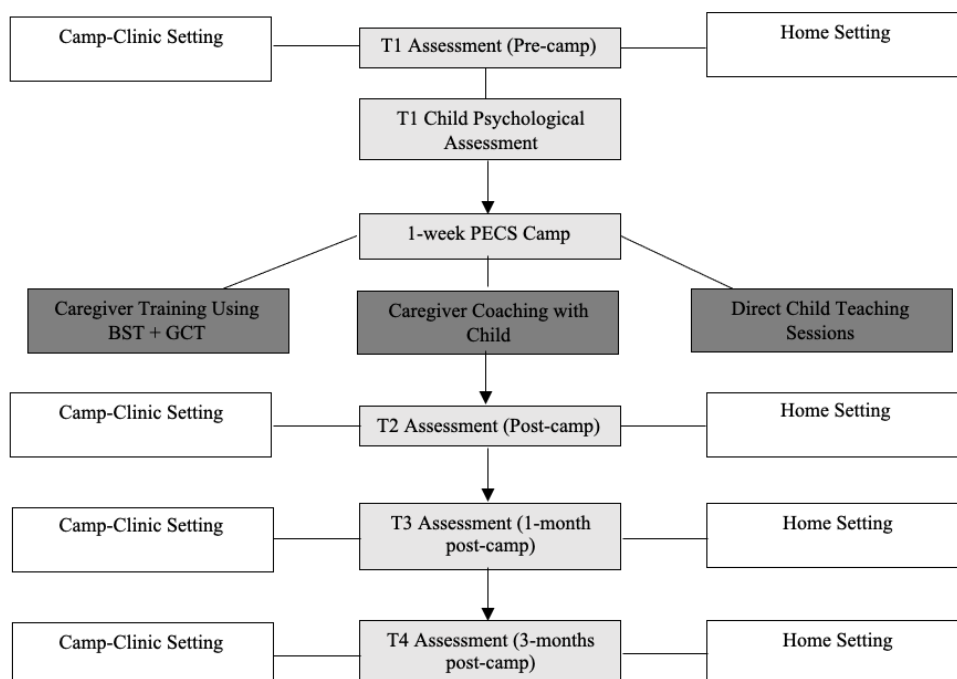 Camp-Clinic Setting
T1 Assessment (Pre-camp)
Home Setting
T1 Child Psychological
Assessment
1-week PECS Camp
Caregiver Training Using
BST + GCT
Caregiver Coaching with
Child
Direct Child Teaching
Sessions
Camp-Clinic Setting
T2 Assessment (Post-camp)
Home Setting
Camp-Clinic Setting
T3 Assessment (1-month
post-camp)
Home Setting
Camp-Clinic Setting
T4 Assessment (3-months
post-camp)
Home Setting